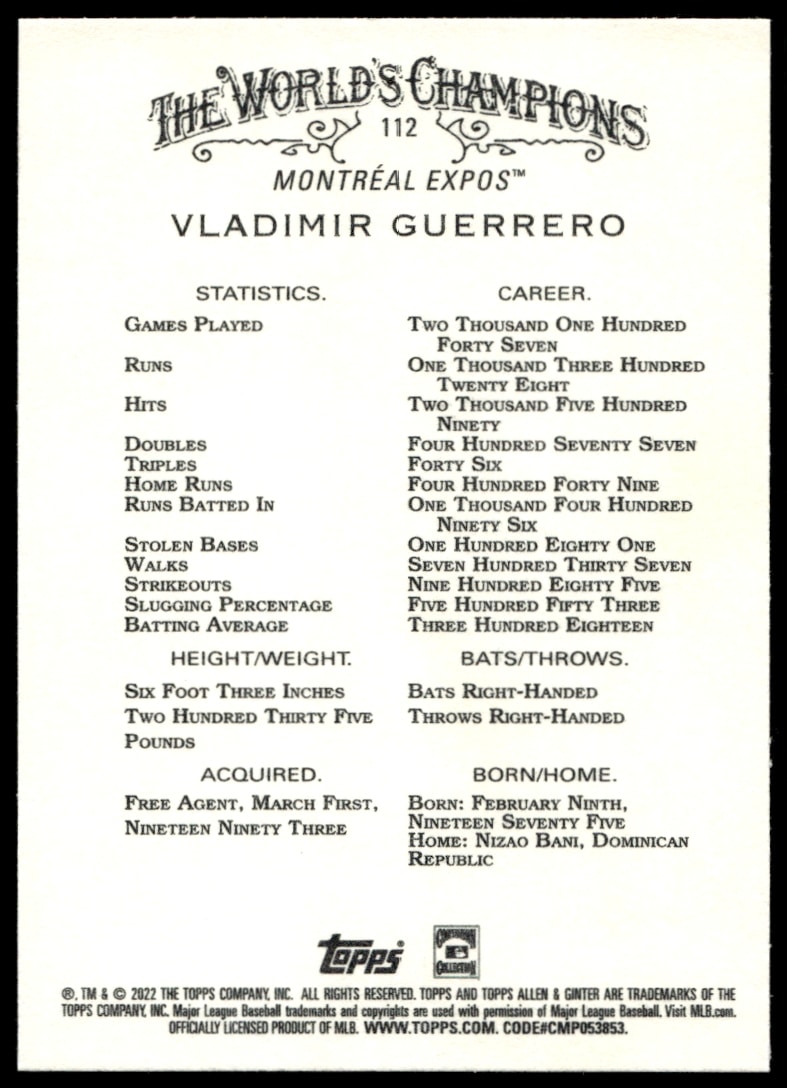 THE WORLD'S CHAMPIONS
112
MONTRÉAL EXPOS™
VLADIMIR GUERRERO
STATISTICS. CAREER.
GAMES PLAYED TWO THOUSAND ONE HUNDRED
FORTY SEVEN
RUNS ONE THOUSAND THREE HUNDRED
TWENTY EIGHT
HITS TWO THOUSAND FIVE HUNDRED
NINETY
DOUBLES FOUR HUNDRED SEVENTY SEVEN
TRIPLES FORTY SIX
HOME RUNS FOUR HUNDRED FORTY NINE
RUNS BATTED IN ONE THOUSAND FOUR HUNDRED
NINETY SIX
STOLEN BASES ONE HUNDRED EIGHTY ONE
WALKS SEVEN HUNDRED THIRTY SEVEN
STRIKEOUTS NINE HUNDRED EIGHTY FIVE
SLUGGING PERCENTAGE FIVE HUNDRED FIFTY THREE
BATTING AVERAGE THREE HUNDRED EIGHTEEN
HEIGHT/WEIGHT. BATS/THROWS.
SIX FOOT THREE INCHES BATS RIGHT-HANDED
TWO HUNDRED THIRTY FIVE THROWS RIGHT-HANDED
POUNDS
ACQUIRED. BORN/HOME.
FREE AGENT, MARCH FIRST, BORN: FEBRUARY NINTH,
NINETEEN NINETY THREE NINETEEN SEVENTY FIVE
HOME: NIZAO BANI, DOMINICAN
REPUBLIC
topps® COOPERSTOWN
COLLECTION
®, TM & © 2022 THE TOPPS COMPANY, INC. ALL RIGHTS RESERVED. TOPPS AND TOPPS ALLEN & GINTER ARE TRADEMARKS OF THE
TOPPS COMPANY, INC. Major League Baseball trademarks and copyrights are used with permission of Major League Baseball. Visit MLB.com.
OFFICIALLY LICENSED PRODUCT OF MLB. WWW.TOPPS.COM. CODE#CMP053853.